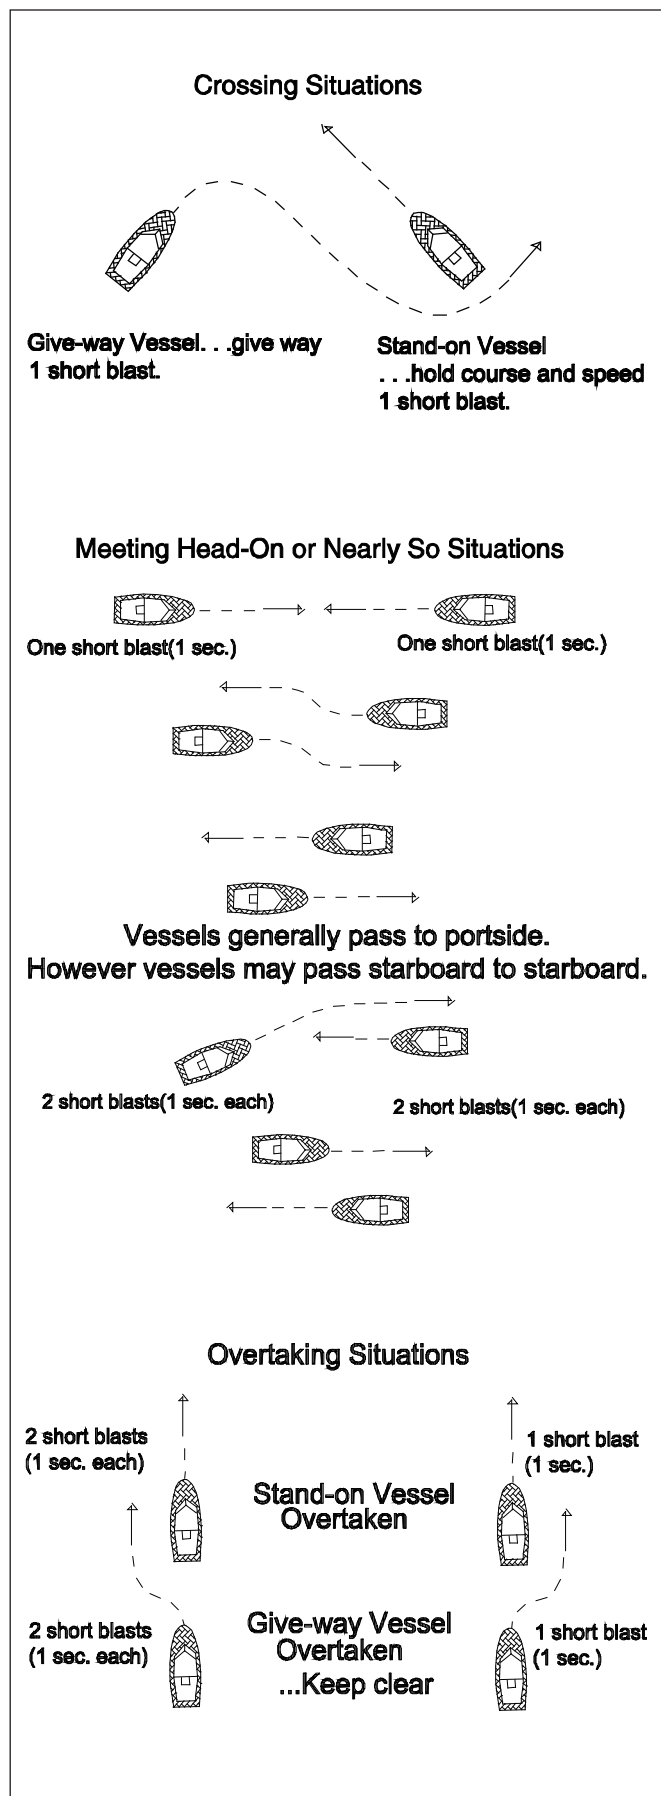 Crossing Situations
Give-way Vessel. . .give way
1 short blast.
Stand-on Vessel
. . .hold course and speed
1 short blast.
Meeting Head-On or Nearly So Situations
One short blast(1 sec.)
One short blast(1 sec.)
Vessels generally pass to portside.
However vessels may pass starboard to starboard.
2 short blasts(1 sec. each)
2 short blasts(1 sec. each)
Overtaking Situations
2 short blasts
(1 sec. each)
1 short blast
(1 sec.)
Stand-on Vessel
Overtaken
2 short blasts
(1 sec. each)
Give-way Vessel
Overtaken
...Keep clear
1 short blast
(1 sec.)